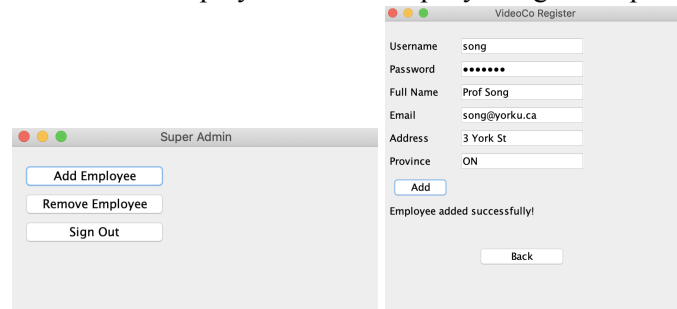 Super Admin
Add Employee
Remove Employee
Sign Out
VideoCo Register
Username song
Password •••••••
Full Name Prof Song
Email song@yorku.ca
Address 3 York St
Province ON
Add
Employee added successfully!
Back